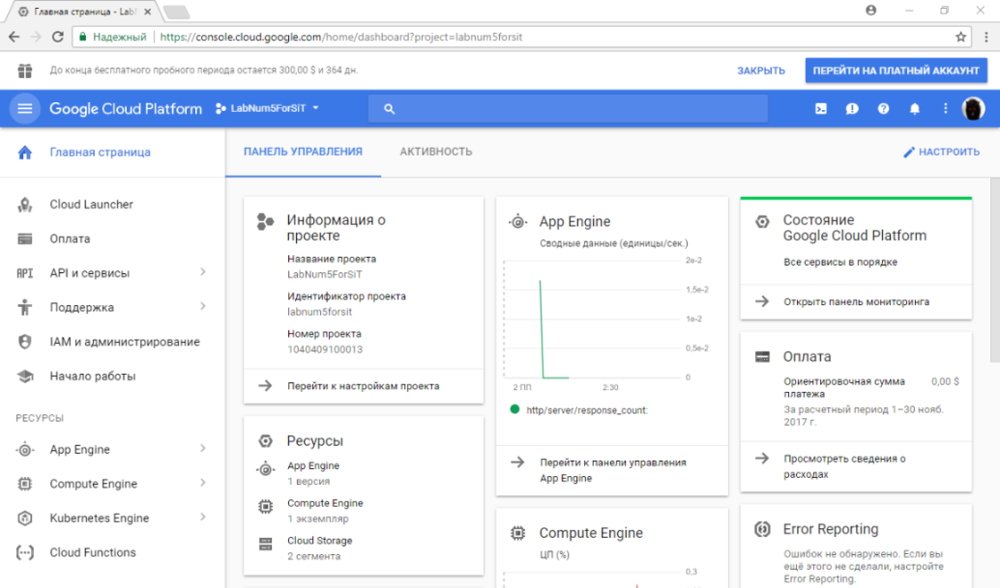 Главная страница - Lab
Надежный
https://console.cloud.google.com/home/dashboard?project=labnum5forsit
До конца бесплатного пробного периода остается 300,00 $ и 364 дн.
ЗАКРЫТЬ
ПЕРЕЙТИ НА ПЛАТНЫЙ АККАУНТ
Google Cloud Platform
LabNum5ForSiT
Главная страница
ПАНЕЛЬ УПРАВЛЕНИЯ
АКТИВНОСТЬ
НАСТРОИТЬ
Cloud Launcher
Оплата
API
API и сервисы
Поддержка
IAM и администрирование
Начало работы
РЕСУРСЫ
App Engine
Compute Engine
Kubernetes Engine
Cloud Functions
Информация о
проекте
Название проекта
LabNum5ForSiT
Идентификатор проекта
labnum5forsit
Номер проекта
1040409100013
Перейти к настройкам проекта
Ресурсы
App Engine
1 версия
Compute Engine
1 экземпляр
Cloud Storage
2 сегмента
App Engine
Сводные данные (единицы/сек.)
2e-2
1,5e-2
1e-2
0,5e-2
0
2 ПП
2:30
http/server/response_count:
Перейти к панели управления
App Engine
Compute Engine
ЦП (%)
0,3
Состояние
Google Cloud Platform
Все сервисы в порядке
Открыть панель мониторинга
Оплата
Ориентировочная сумма
платежа
0,00 $
За расчетный период 1–30 нояб.
2017 г.
Просмотреть сведения о
расходах
Error Reporting
Ошибок не обнаружено. Если вы
ещё этого не сделали, настройте
Error Reporting.